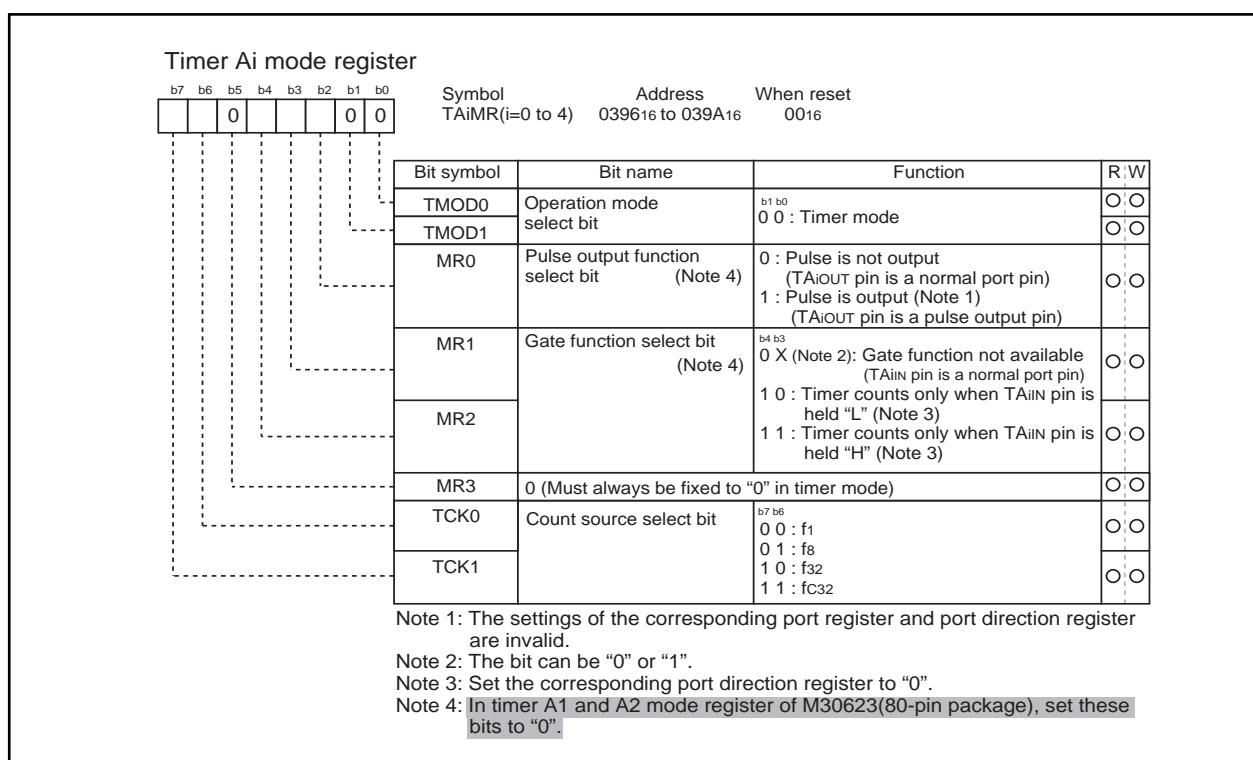 Timer Ai mode register
b7 b6 b5 b4 b3 b2 b1 b0
0 0 0
Symbol Address When reset
TAiMR(i=0 to 4) 039616 to 039A16 0016
Bit symbol Bit name Function R W
TMOD0
TMOD1
Operation mode
select bit
b1 b0
0 0 : Timer mode
MR0
Pulse output function
select bit (Note 4)
0 : Pulse is not output
(TAiOUT pin is a normal port pin)
1 : Pulse is output (Note 1)
(TAiOUT pin is a pulse output pin)
MR1
MR2
Gate function select bit
(Note 4)
b4 b3
0 X (Note 2): Gate function not available
(TAiIN pin is a normal port pin)
1 0 : Timer counts only when TAiIN pin is
held “L” (Note 3)
1 1 : Timer counts only when TAiIN pin is
held “H” (Note 3)
MR3 0 (Must always be fixed to “0” in timer mode)
TCK0
TCK1
Count source select bit
b7 b6
0 0 : f1
0 1 : f8
1 0 : f32
1 1 : fC32
Note 1: The settings of the corresponding port register and port direction register
are invalid.
Note 2: The bit can be “0” or “1”.
Note 3: Set the corresponding port direction register to “0”.
Note 4: In timer A1 and A2 mode register of M30623(80-pin package), set these
bits to “0”.